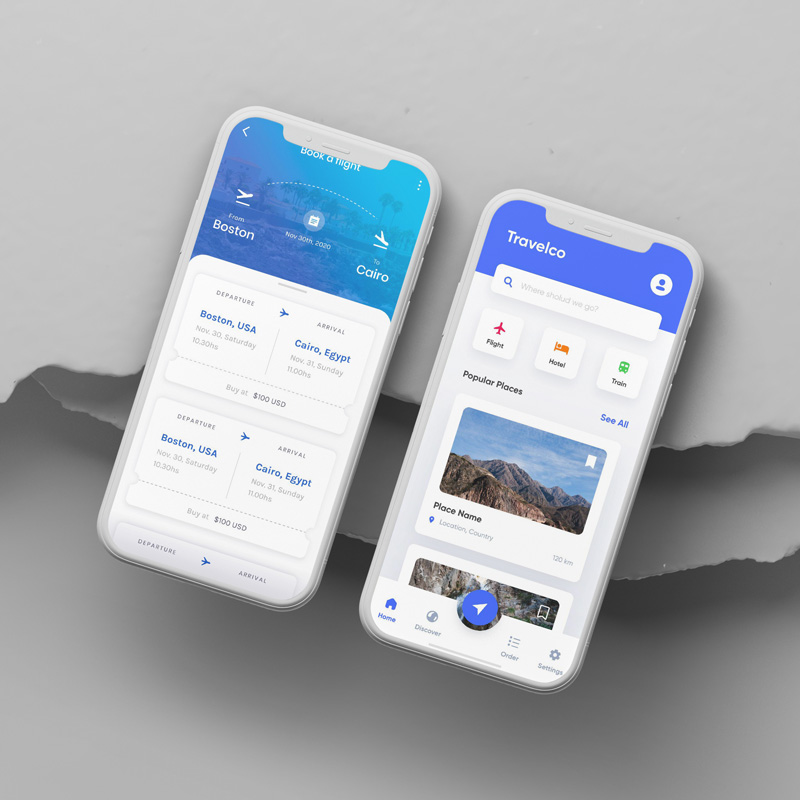 Book a flight
From
Boston
Nov 30th, 2020
To
Cairo
DEPARTURE
ARRIVAL
Boston, USA
Cairo, Egypt
Nov. 30, Saturday
Nov. 31, Sunday
10.30hs
11.00hs
Buy at $100 USD
DEPARTURE
ARRIVAL
Boston, USA
Cairo, Egypt
Nov. 30, Saturday
Nov. 31, Sunday
10.30hs
11.00hs
Buy at $100 USD
DEPARTURE
ARRIVAL
Travelco
Where sholud we go?
Flight
Hotel
Train
Popular Places
See All
Place Name
Location, Country
120 km
Home
Discover
Order
Settings